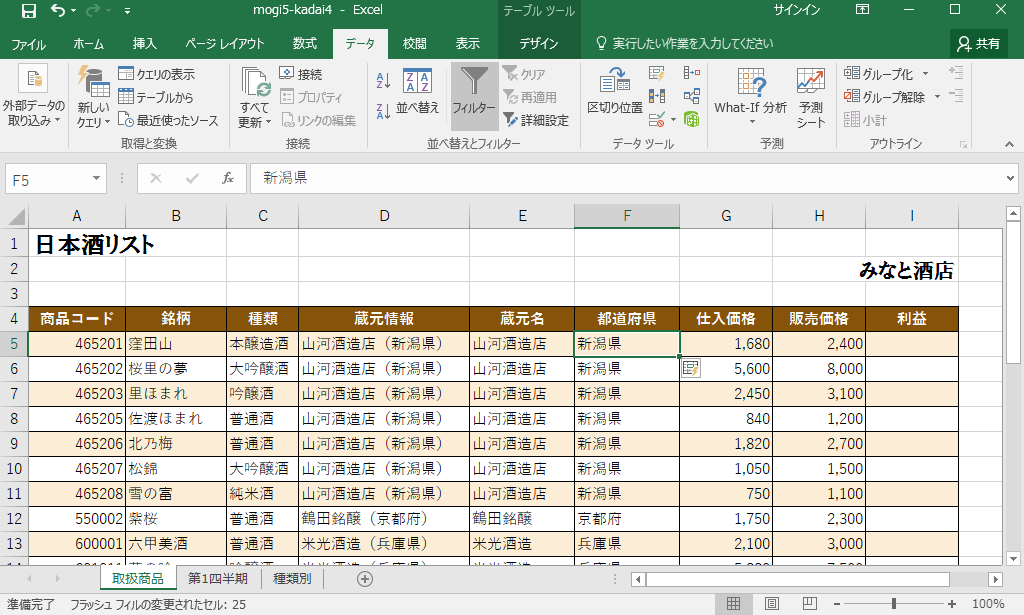 mogi5-kadai4 - Excel
テーブル ツール
サインイン
ファイル ホーム 挿入 ページ レイアウト 数式 データ 校閲 表示 デザイン 実行したい作業を入力してください 共有
外部データの取り込み
新しいクエリ
クエリの表示
テーブルから
最近使ったソース
取得と変換
すべて更新
接続
プロパティ
リンクの編集
接続
並べ替え
フィルター
クリア
再適用
詳細設定
並べ替えとフィルター
区切り位置
データ ツール
What-If 分析
予測シート
予測
グループ化
グループ解除
小計
アウトライン
F5 fx 新潟県
A B C D E F G H I
1 日本酒リスト
2 みなと酒店
3
4 商品コード 銘柄 種類 蔵元情報 蔵元名 都道府県 仕入価格 販売価格 利益
5 465201 窪田山 本醸造酒 山河酒造店（新潟県） 山河酒造店 新潟県 1,680 2,400
6 465202 桜里の夢 大吟醸酒 山河酒造店（新潟県） 山河酒造店 新潟県 5,600 8,000
7 465203 里ほまれ 吟醸酒 山河酒造店（新潟県） 山河酒造店 新潟県 2,450 3,100
8 465205 佐渡ほまれ 普通酒 山河酒造店（新潟県） 山河酒造店 新潟県 840 1,200
9 465206 北乃梅 普通酒 山河酒造店（新潟県） 山河酒造店 新潟県 1,820 2,700
10 465207 松錦 大吟醸酒 山河酒造店（新潟県） 山河酒造店 新潟県 1,050 1,500
11 465208 雪の富 純米酒 山河酒造店（新潟県） 山河酒造店 新潟県 750 1,100
12 550002 紫桜 普通酒 鶴田銘醸（京都府） 鶴田銘醸 京都府 1,750 2,300
13 600001 六甲美酒 普通酒 米光酒造（兵庫県） 米光酒造 兵庫県 2,100 3,000
取扱商品 第1四半期 種類別
準備完了 フラッシュ フィルの変更されたセル: 25 100%